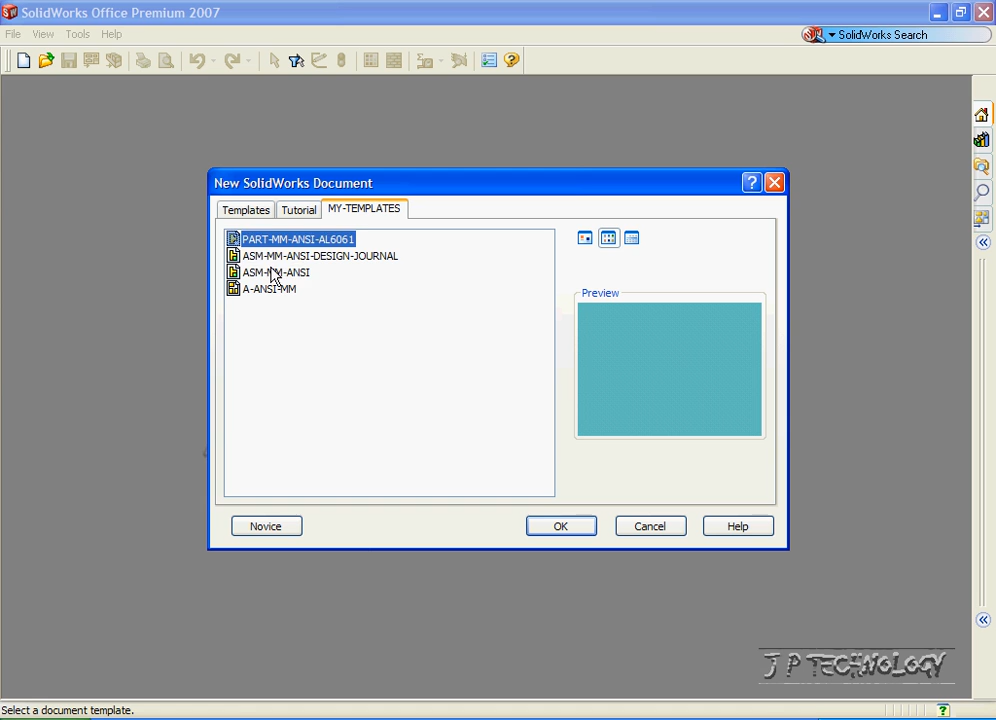 SolidWorks Office Premium 2007
File View Tools Help
SolidWorks Search
New SolidWorks Document
Templates Tutorial MY-TEMPLATES
PART-MM-ANSI-AL6061
ASM-MM-ANSI-DESIGN-JOURNAL
ASM-MM-ANSI
A-ANSI-MM
Preview
Novice OK Cancel Help
J P TECHNOLOGY
Select a document template.